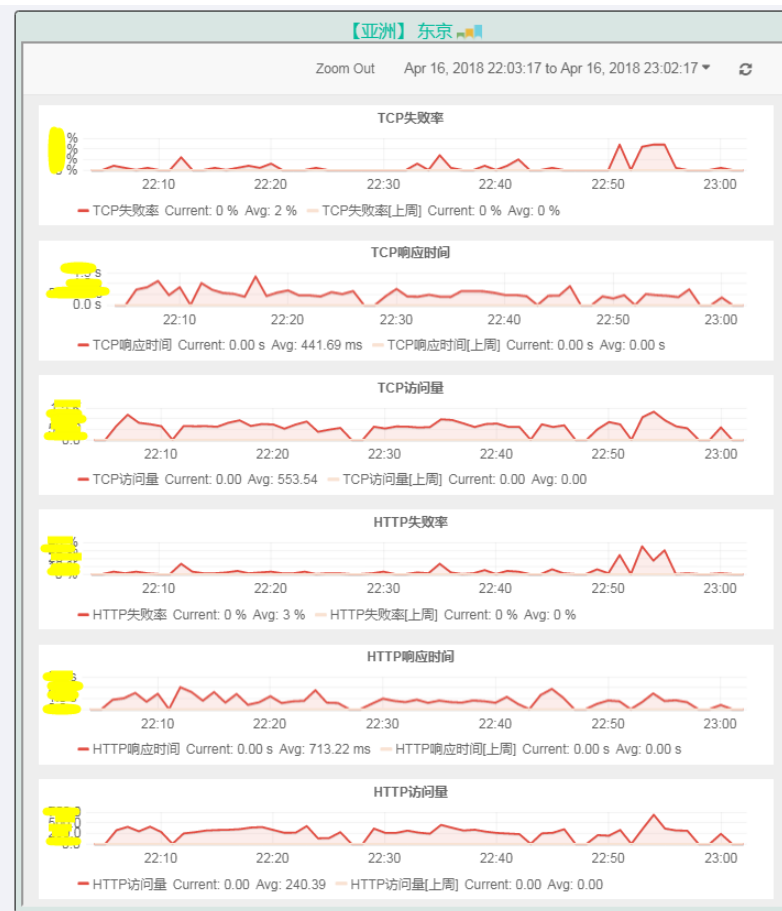 【亚洲】东京
Zoom Out Apr 16, 2018 22:03:17 to Apr 16, 2018 23:02:17
TCP失败率
%
%
%
%
22:10 22:20 22:30 22:40 22:50 23:00
TCP失败率 Current: 0 % Avg: 2 % TCP失败率[上周] Current: 0 % Avg: 0 %
TCP响应时间
s
0.0 s
22:10 22:20 22:30 22:40 22:50 23:00
TCP响应时间 Current: 0.00 s Avg: 441.69 ms TCP响应时间[上周] Current: 0.00 s Avg: 0.00 s
TCP访问量
22:10 22:20 22:30 22:40 22:50 23:00
TCP访问量 Current: 0.00 Avg: 553.54 TCP访问量[上周] Current: 0.00 Avg: 0.00
HTTP失败率
22:10 22:20 22:30 22:40 22:50 23:00
HTTP失败率 Current: 0 % Avg: 3 % HTTP失败率[上周] Current: 0 % Avg: 0 %
HTTP响应时间
22:10 22:20 22:30 22:40 22:50 23:00
HTTP响应时间 Current: 0.00 s Avg: 713.22 ms HTTP响应时间[上周] Current: 0.00 s Avg: 0.00 s
HTTP访问量
22:10 22:20 22:30 22:40 22:50 23:00
HTTP访问量 Current: 0.00 Avg: 240.39 HTTP访问量[上周] Current: 0.00 Avg: 0.00